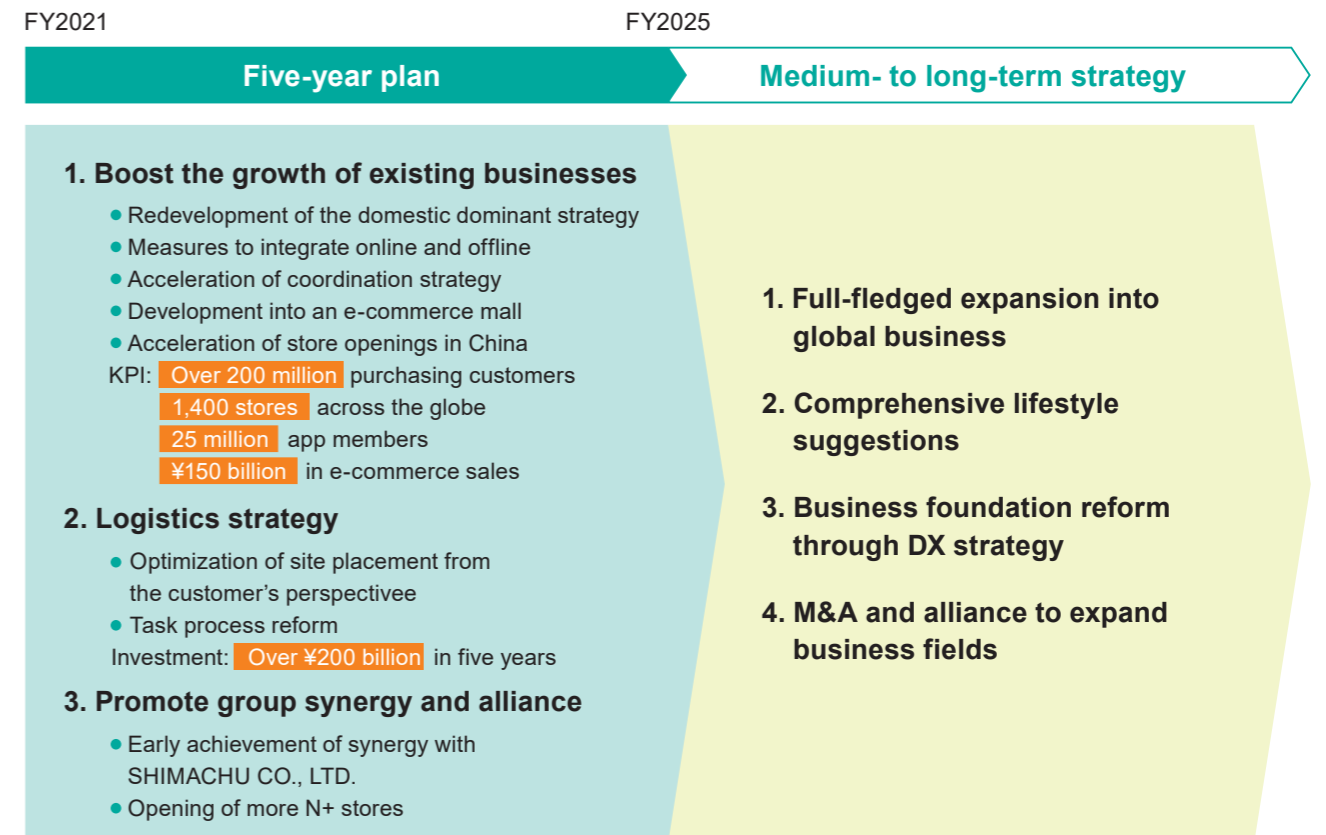 FY2021
FY2025
Five-year plan
Medium- to long-term strategy
1. Boost the growth of existing businesses
● Redevelopment of the domestic dominant strategy
● Measures to integrate online and offline
● Acceleration of coordination strategy
● Development into an e-commerce mall
● Acceleration of store openings in China
KPI: Over 200 million purchasing customers
1,400 stores across the globe
25 million app members
¥150 billion in e-commerce sales
2. Logistics strategy
● Optimization of site placement from
the customer's perspectivee
● Task process reform
Investment: Over ¥200 billion in five years
3. Promote group synergy and alliance
● Early achievement of synergy with
SHIMACHU CO., LTD.
● Opening of more N+ stores
1. Full-fledged expansion into
global business
2. Comprehensive lifestyle
suggestions
3. Business foundation reform
through DX strategy
4. M&A and alliance to expand
business fields